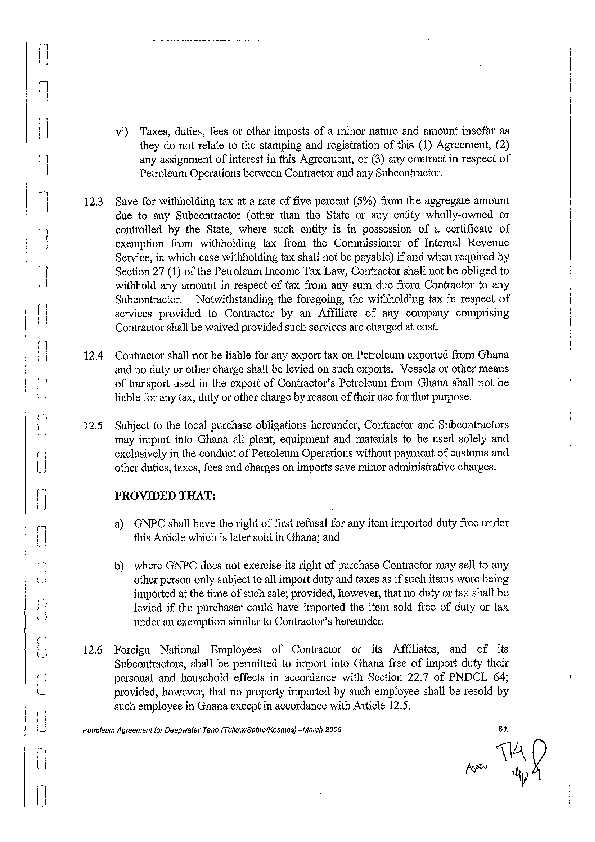 vi) Taxes, duties, fees or other imposts of a minor nature and amount insofar as
they do not relate to the stamping and registration of this (1) Agreement, (2)
any assignment of interest in this Agreement, or (3) any contract in respect of
Petroleum Operations between Contractor and any Subcontractor.
12.3 Save for withholding tax at a rate of five percent (5%) from the aggregate amount
due to any Subcontractor (other than the State or any entity wholly-owned or
controlled by the State, where such entity is in possession of a certificate of
exemption from withholding tax from the Commissioner of Internal Revenue
Service, in which case withholding tax shall not be payable) if and when required by
Section 27 (1) of the Petroleum Income Tax Law, Contractor shall not be obliged to
withhold any amount in respect of tax from any sum due from Contractor to any
Subcontractor. Notwithstanding the foregoing, the withholding tax in respect of
services provided to Contractor by an Affiliate of any company comprising
Contractor shall be waived provided such services are charged at cost.
12.4 Contractor shall not be liable for any export tax on Petroleum exported from Ghana
and no duty or other charge shall be levied on such exports. Vessels or other means
of transport used in the export of Contractor's Petroleum from Ghana shall not be
liable for any tax, duty or other charge by reason of their use for that purpose.
12.5 Subject to the local purchase obligations hereunder, Contractor and Subcontractors
may import into Ghana all plant, equipment and materials to be used solely and
exclusively in the conduct of Petroleum Operations without payment of customs and
other duties, taxes, fees and charges on imports save minor administrative charges.
PROVIDED THAT:
a) GNPC shall have the right of first refusal for any item imported duty free under
this Article which is later sold in Ghana; and
b) where GNPC does not exercise its right of purchase Contractor may sell to any
other person only subject to all import duty and taxes as if such items were being
imported at the time of such sale; provided, however, that no duty or tax shall be
levied if the purchaser could have imported the item sold free of duty or tax
under an exemption similar to Contractor's hereunder.
12.6 Foreign National Employees of Contractor or its Affiliates, and of its
Subcontractors, shall be permitted to import into Ghana free of import duty their
personal and household effects in accordance with Section 22.7 of PNDCL 64;
provided, however, that no property imported by such employee shall be resold by
such employee in Ghana except in accordance with Article 12.5.
Petroleum Agreement for Deepwater Tano (Tullow/Sabre/Kosmos) – March 2006